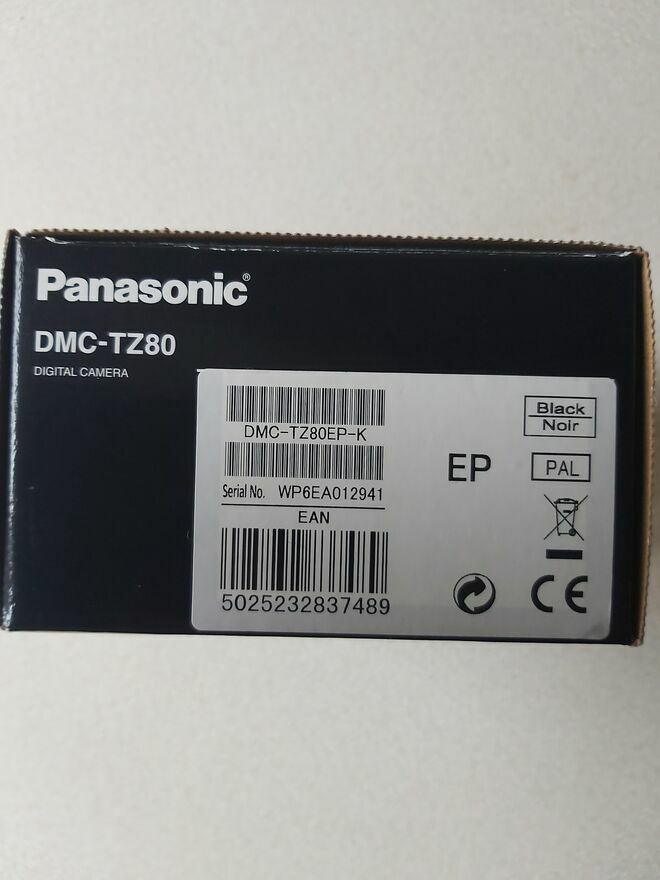 Panasonic®
DMC-TZ80
DIGITAL CAMERA
DMC-TZ80EP-K
Serial No. WP6EA012941
EAN
5025232837489
Black
Noir
EP
PAL
CE